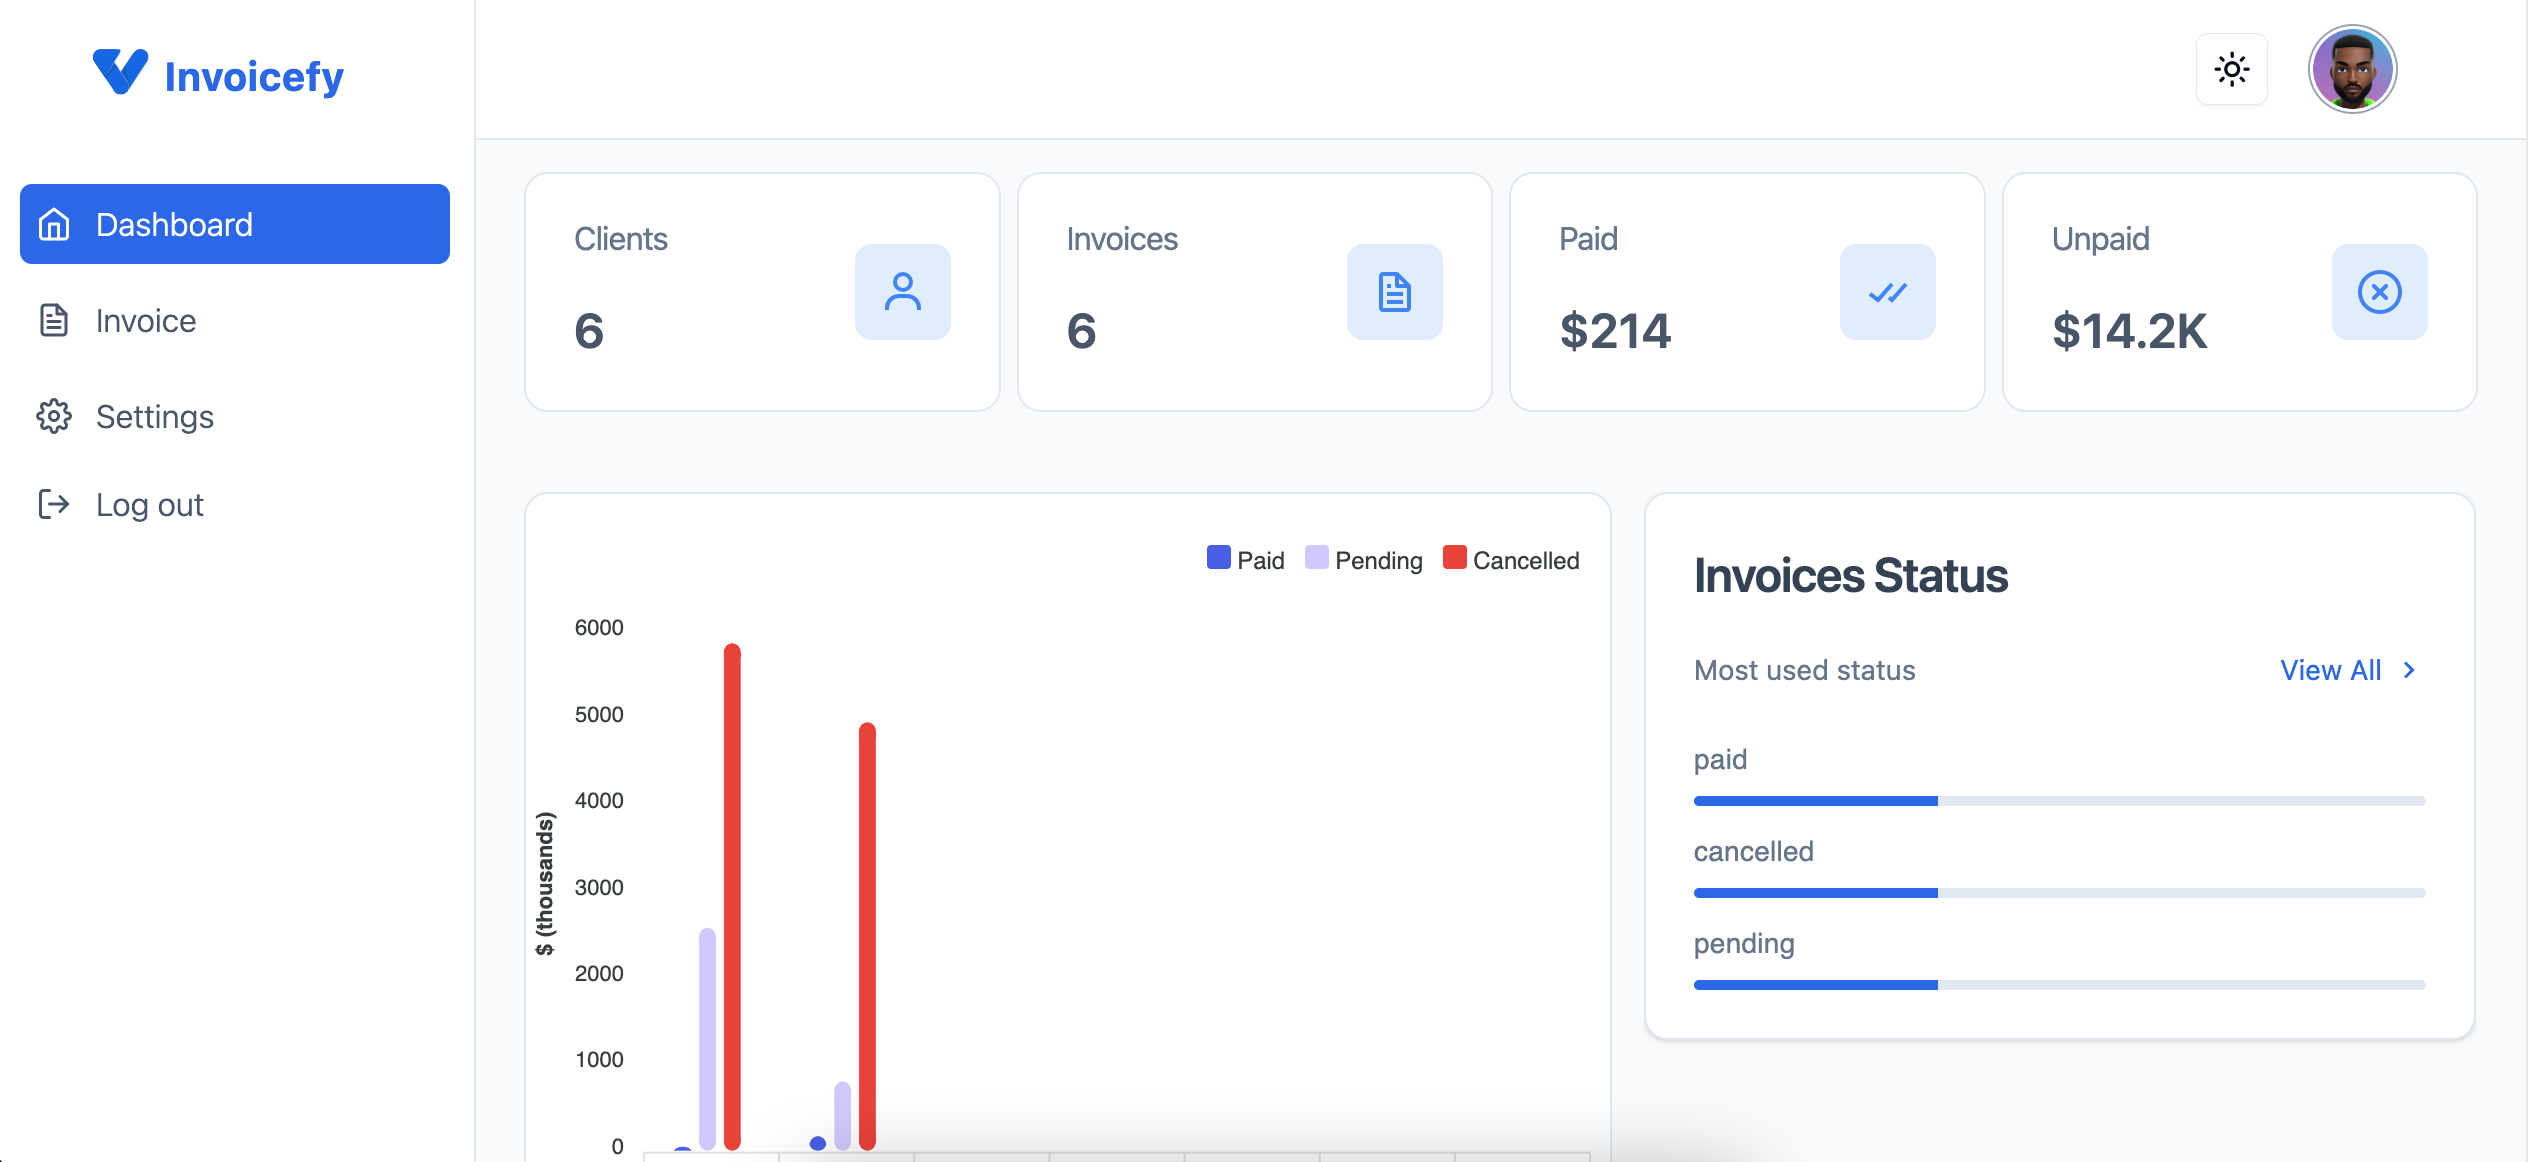 Invoicefy
Dashboard
Invoice
Settings
Log out
Clients
6
Invoices
6
Paid
$214
Unpaid
$14.2K
Paid
Pending
Cancelled
6000
5000
4000
3000
2000
1000
0
$ (thousands)
Invoices Status
Most used status
View All
paid
cancelled
pending